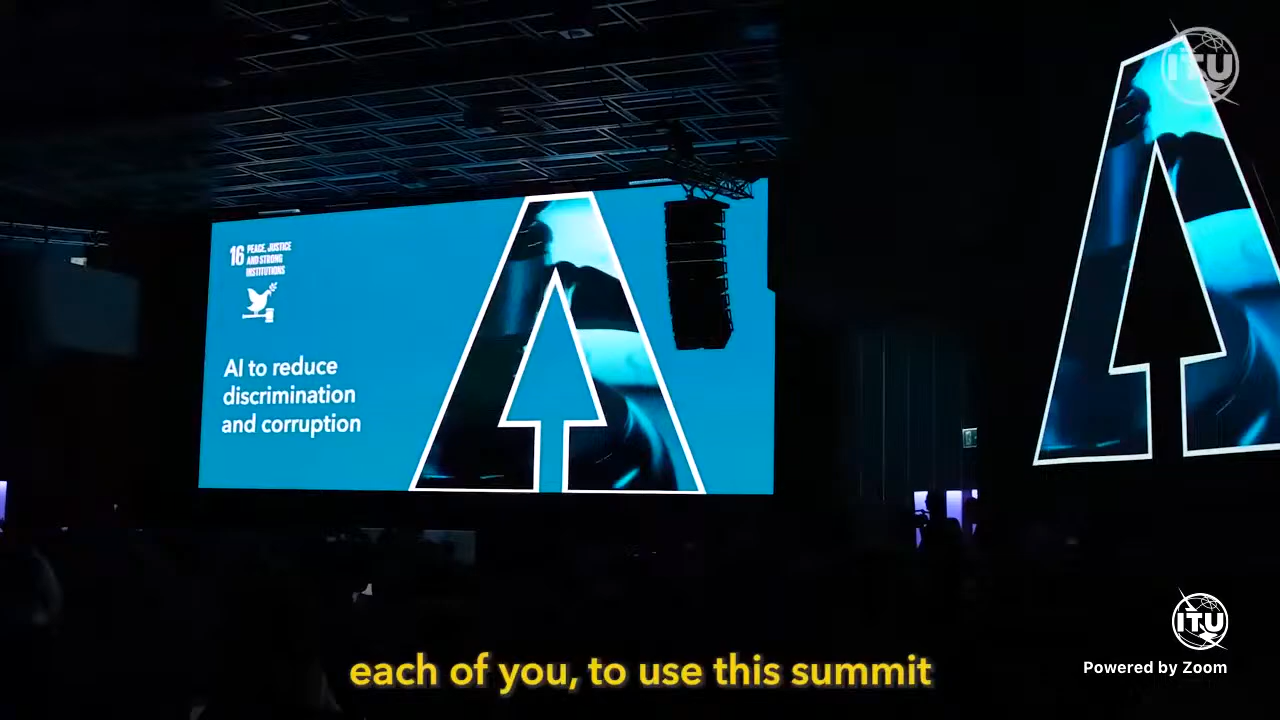 ITU
16 PEACE, JUSTICE
AND STRONG
INSTITUTIONS
AI to reduce
discrimination
and corruption
ITU
Powered by Zoom
each of you, to use this summit